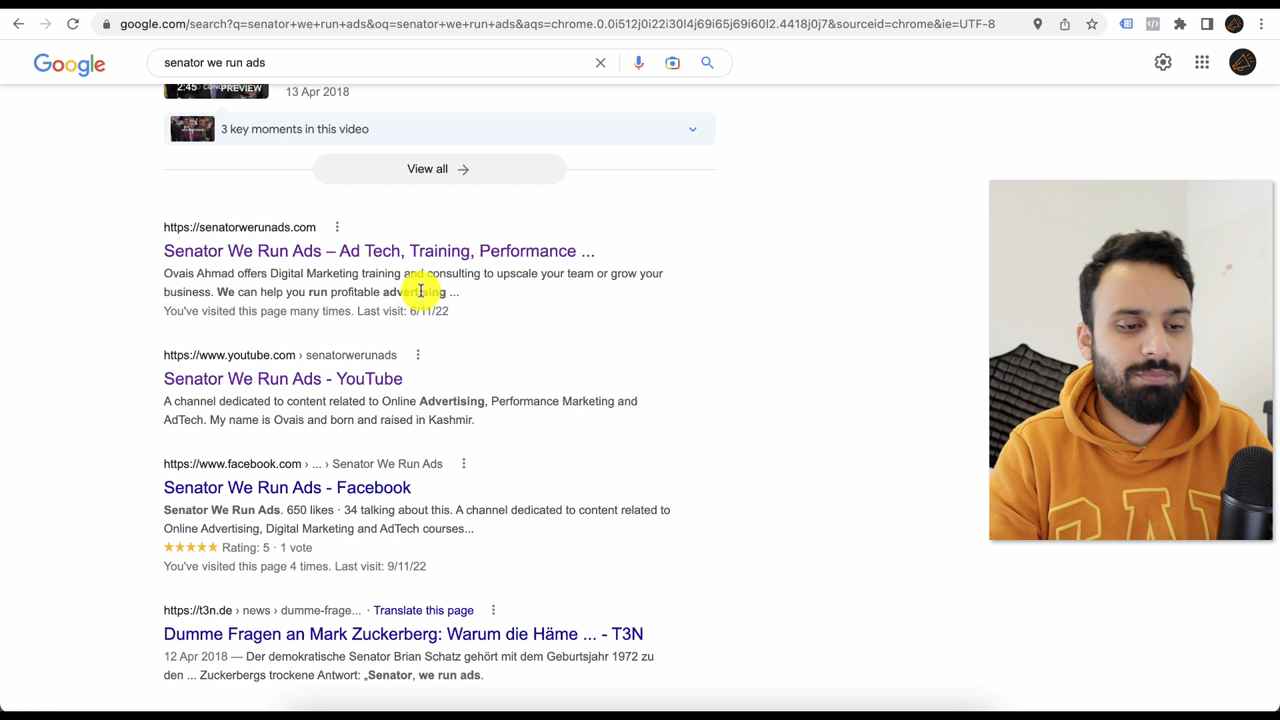 google.com/search?q=senator+we+run+ads&oq=senator+we+run+ads&aqs=chrome.0.0i512j0i22i30l4j69i65j69i60l2.4418j0j7&sourceid=chrome&ie=UTF-8
Google
senator we run ads
2:45
PREVIEW
13 Apr 2018
3 key moments in this video
View all →
https://senatorwerunads.com
Senator We Run Ads – Ad Tech, Training, Performance ...
Ovais Ahmad offers Digital Marketing training and consulting to upscale your team or grow your
business. We can help you run profitable advertising ...
You've visited this page many times. Last visit: 6/11/22
https://www.youtube.com › senatorwerunads
Senator We Run Ads - YouTube
A channel dedicated to content related to Online Advertising, Performance Marketing and
AdTech. My name is Ovais and born and raised in Kashmir.
https://www.facebook.com › ... › Senator We Run Ads
Senator We Run Ads - Facebook
Senator We Run Ads. 650 likes · 34 talking about this. A channel dedicated to content related to
Online Advertising, Digital Marketing and AdTech courses...
★★★★★ Rating: 5 · 1 vote
You've visited this page 4 times. Last visit: 9/11/22
https://t3n.de › news › dumme-frage... · Translate this page
Dumme Fragen an Mark Zuckerberg: Warum die Häme ... - T3N
12 Apr 2018 — Der demokratische Senator Brian Schatz gehört mit dem Geburtsjahr 1972 zu
den ... Zuckerbergs trockene Antwort: „Senator, we run ads.